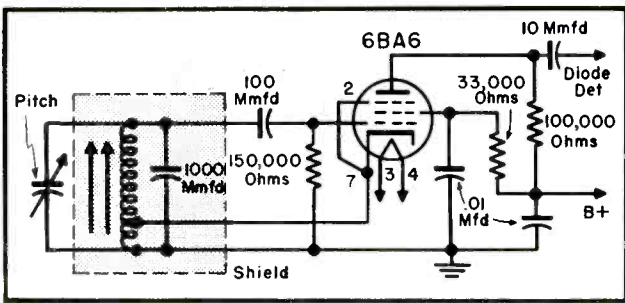 10 Mmfd
6BA6
Diode
Det
100
Mmfd
2
33,000
Ohms
Pitch
100,000
Ohms
1000
Mmfd
150,000
Ohms
7
3
4
.01
Mfd
B+
Shield